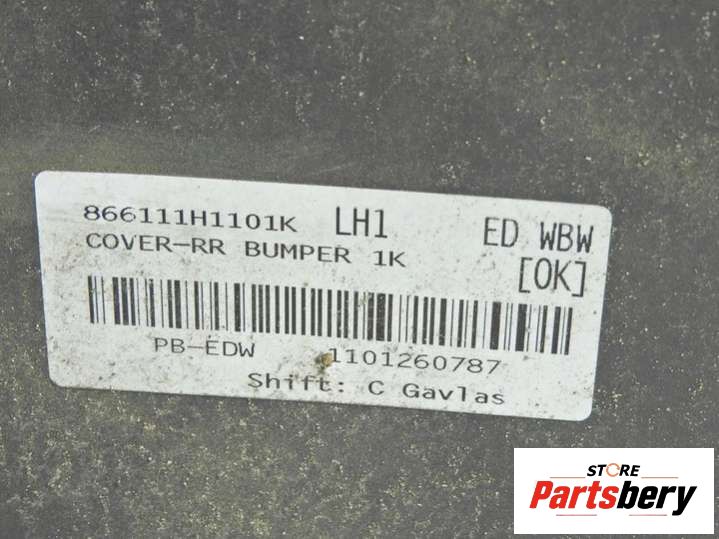 866111H1101K LH1 ED WBW
COVER-RR BUMPER 1K [OK]
PB-EDW 1101260787
Shift: C Gavlas
STORE
Partsbery